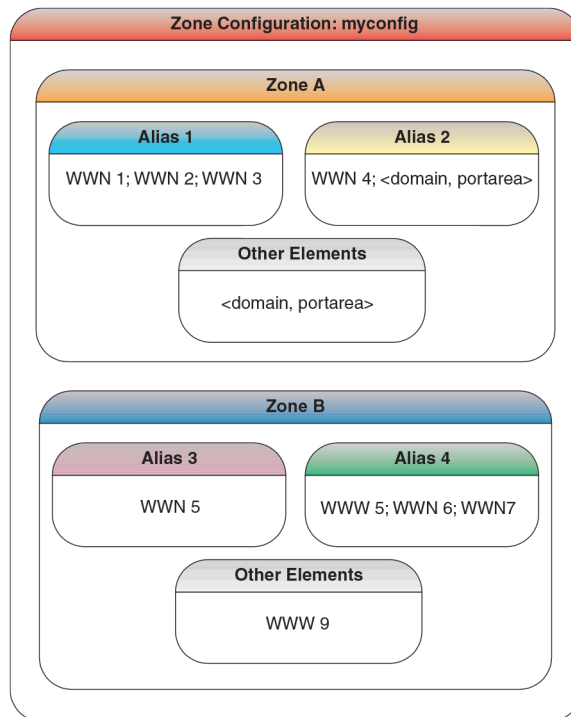 Zone Configuration: myconfig
Zone A
Alias 1
WWN 1; WWN 2; WWN 3
Alias 2
WWN 4; <domain, portarea>
Other Elements
<domain, portarea>
Zone B
Alias 3
WWN 5
Alias 4
WWW 5; WWN 6; WWN7
Other Elements
WWW 9